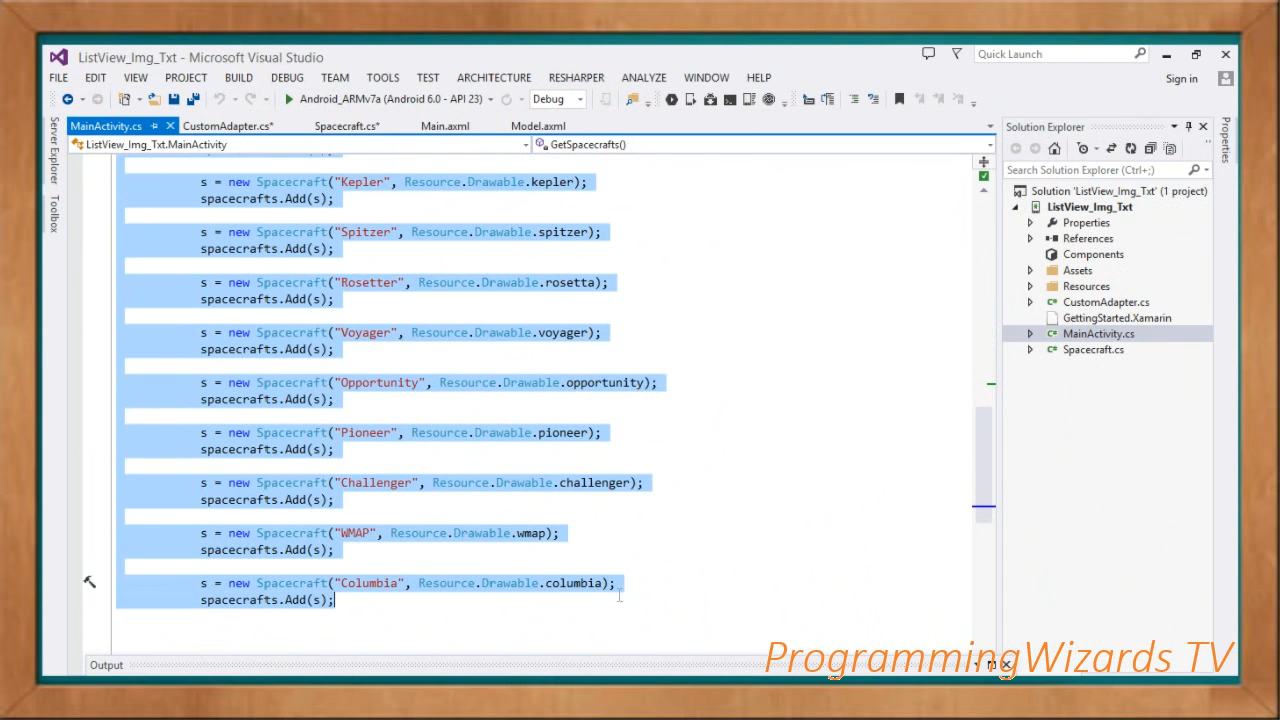 ListView_Img_Txt - Microsoft Visual Studio
Quick Launch
FILE EDIT VIEW PROJECT BUILD DEBUG TEAM TOOLS TEST ARCHITECTURE RESHARPER ANALYZE WINDOW HELP
Sign in
Android_ARMv7a (Android 6.0 - API 23)
Debug
Server Explorer
Toolbox
MainActivity.cs
CustomAdapter.cs*
Spacecraft.cs*
Main.axml
Model.axml
ListView_Img_Txt.MainActivity
GetSpacecrafts()
s = new Spacecraft("Kepler", Resource.Drawable.kepler);
spacecrafts.Add(s);
s = new Spacecraft("Spitzer", Resource.Drawable.spitzer);
spacecrafts.Add(s);
s = new Spacecraft("Rosetter", Resource.Drawable.rosetta);
spacecrafts.Add(s);
s = new Spacecraft("Voyager", Resource.Drawable.voyager);
spacecrafts.Add(s);
s = new Spacecraft("Opportunity", Resource.Drawable.opportunity);
spacecrafts.Add(s);
s = new Spacecraft("Pioneer", Resource.Drawable.pioneer);
spacecrafts.Add(s);
s = new Spacecraft("Challenger", Resource.Drawable.challenger);
spacecrafts.Add(s);
s = new Spacecraft("WMAP", Resource.Drawable.wmap);
spacecrafts.Add(s);
s = new Spacecraft("Columbia", Resource.Drawable.columbia);
spacecrafts.Add(s);
Output
Solution Explorer
Search Solution Explorer (Ctrl+;)
Solution 'ListView_Img_Txt' (1 project)
ListView_Img_Txt
Properties
References
Components
Assets
Resources
CustomAdapter.cs
GettingStarted.Xamarin
MainActivity.cs
Spacecraft.cs
Properties
ProgrammingWizards TV